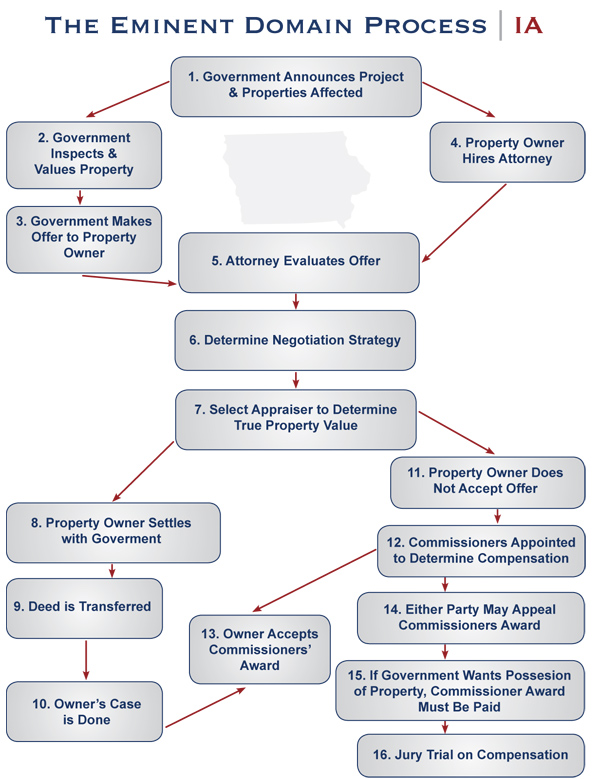 The Eminent Domain Process | IA
1. Government Announces Project
& Properties Affected
2. Government
Inspects &
Values Property
3. Government Makes
Offer to Property
Owner
4. Property Owner
Hires Attorney
5. Attorney Evaluates Offer
6. Determine Negotiation Strategy
7. Select Appraiser to Determine
True Property Value
8. Property Owner Settles
with Goverment
9. Deed is Transferred
10. Owner's Case
is Done
11. Property Owner Does
Not Accept Offer
12. Commissioners Appointed
to Determine Compensation
13. Owner Accepts
Commissioners'
Award
14. Either Party May Appeal
Commissioners Award
15. If Government Wants Possesion
of Property, Commissioner Award
Must Be Paid
16. Jury Trial on Compensation